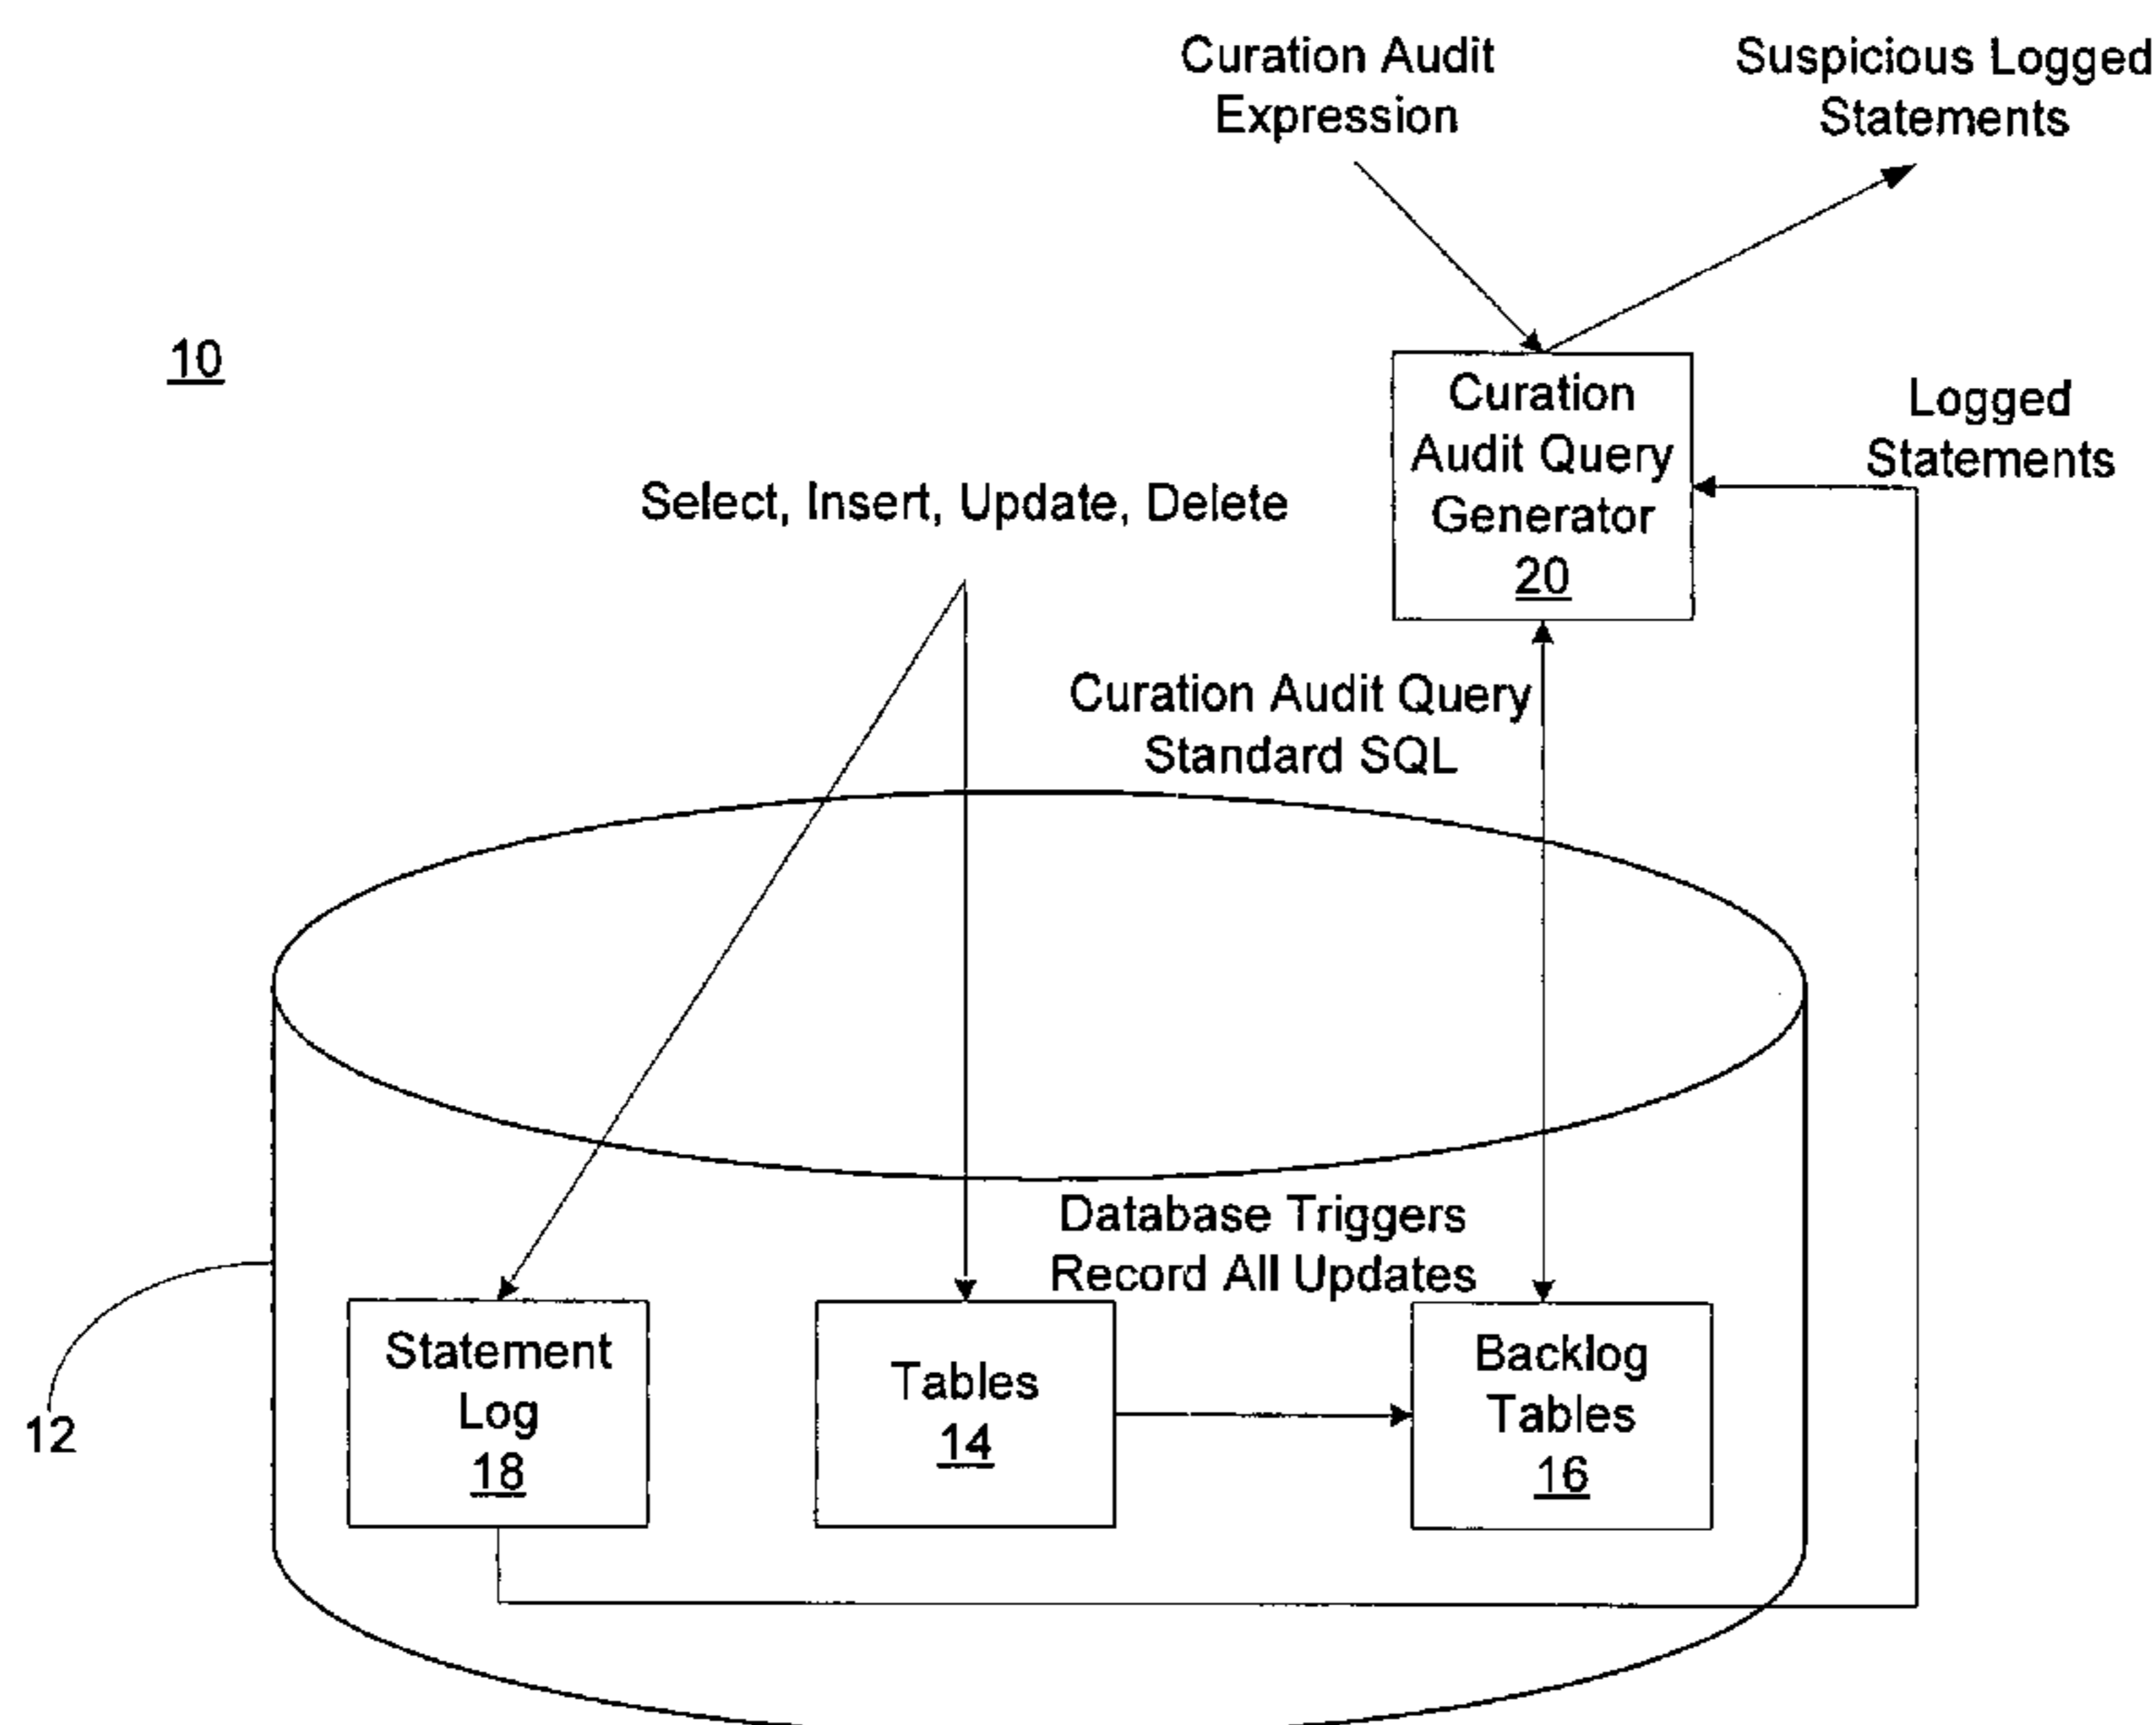 Curation Audit
Expression
Suspicious Logged
Statements
10
Curation
Audit Query
Generator
20
Logged
Statements
Select, Insert, Update, Delete
Curation Audit Query
Standard SQL
Database Triggers
Record All Updates
Statement
Log
18
Tables
14
Backlog
Tables
16
12